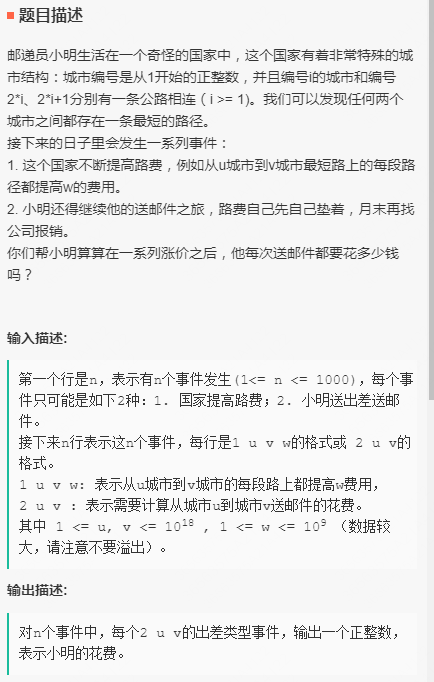 题目描述
邮递员小明生活在一个奇怪的国家中，这个国家有着非常特殊的城
市结构：城市编号是从1开始的正整数，并且编号i的城市和编号
2*i、2*i+1分别有一条公路相连（i >= 1)。我们可以发现任何两个
城市之间都存在一条最短的路径。
接下来的日子里会发生一系列事件：
1. 这个国家不断提高路费，例如从u城市到v城市最短路上的每段路
径都提高w的费用。
2. 小明还得继续他的送邮件之旅，路费自己先自己垫着，月末再找
公司报销。
你们帮小明算算在一系列涨价之后，他每次送邮件都要花多少钱
吗？
输入描述:
第一个行是n，表示有n个事件发生(1<= n <= 1000)，每个事
件只可能是如下2种: 1. 国家提高路费；2. 小明送出差送邮
件。
接下来n行表示这n个事件，每行是1 u v w的格式或 2 u v的
格式。
1 u v w: 表示从u城市到v城市的每段路上都提高w费用，
2 u v : 表示需要计算从城市u到城市v送邮件的花费。
其中 1 <= u, v <= 10¹⁸ , 1 <= w <= 10⁹ （数据较
大，请注意不要溢出）。
输出描述:
对n个事件中，每个2 u v的出差类型事件，输出一个正整数，
表示小明的花费。